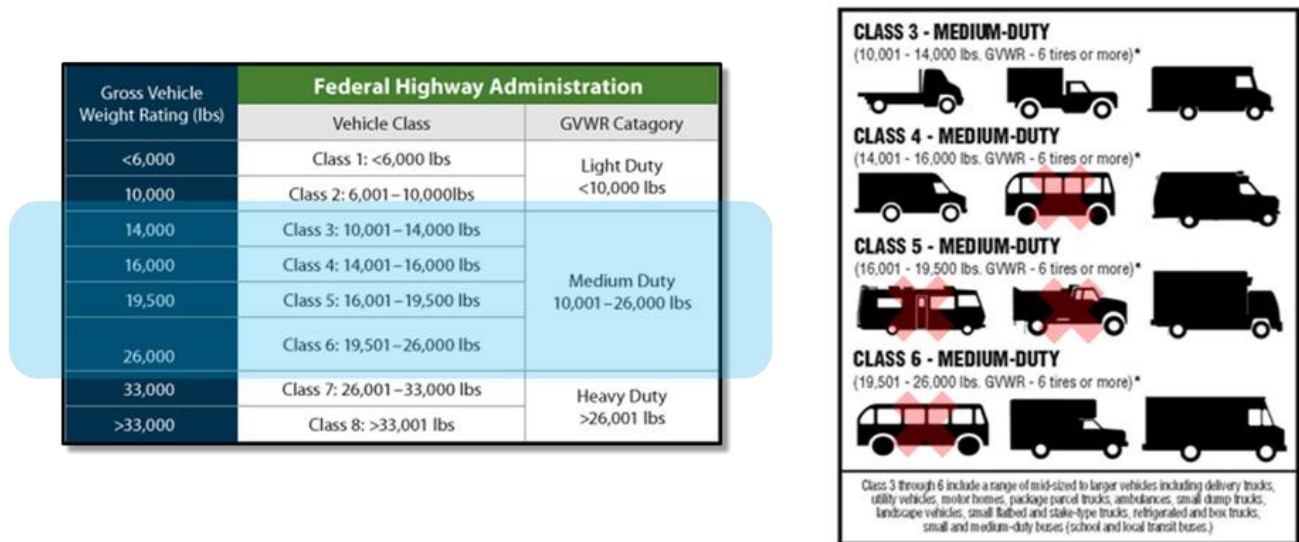 Gross Vehicle
Weight Rating (lbs)
Federal Highway Administration
Vehicle Class
GVWR Catagory
<6,000
Class 1: <6,000 lbs
Light Duty
<10,000 lbs
10,000
Class 2: 6,001–10,000lbs
14,000
Class 3: 10,001–14,000 lbs
Medium Duty
10,001–26,000 lbs
16,000
Class 4: 14,001–16,000 lbs
19,500
Class 5: 16,001–19,500 lbs
26,000
Class 6: 19,501–26,000 lbs
33,000
Class 7: 26,001–33,000 lbs
Heavy Duty
>26,001 lbs
>33,000
Class 8: >33,001 lbs
CLASS 3 - MEDIUM-DUTY
(10,001 - 14,000 lbs. GVWR - 6 tires or more)*
CLASS 4 - MEDIUM-DUTY
(14,001 - 16,000 lbs. GVWR - 6 tires or more)*
CLASS 5 - MEDIUM-DUTY
(16,001 - 19,500 lbs. GVWR - 6 tires or more)*
CLASS 6 - MEDIUM-DUTY
(19,501 - 26,000 lbs. GVWR - 6 tires or more)*
Class 3 through 6 include a range of mid-sized to larger vehicles including delivery trucks,
utility vehicles, motor homes, package parcel trucks, ambulances, small dump trucks,
landscape vehicles, small flatbed and stake-type trucks, refrigerated and box trucks,
small and medium-duty buses (school and local transit buses.)